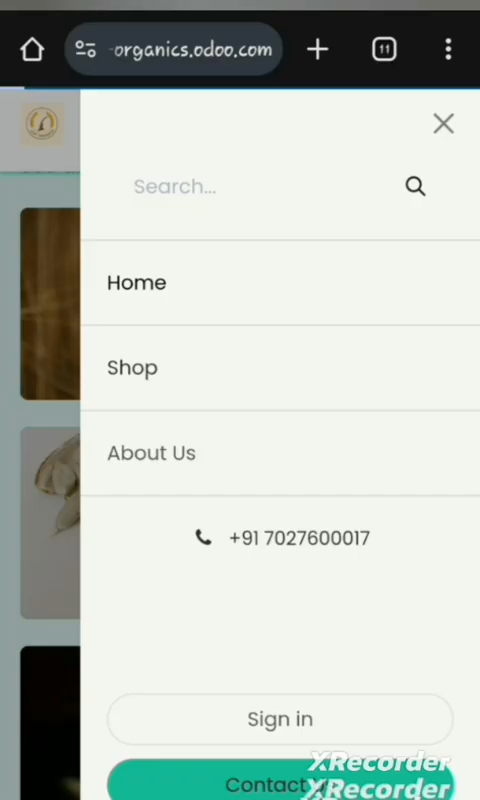 -organics.odoo.com
11
Search...
Home
Shop
About Us
+91 7027600017
Sign in
Contact
XRecorder
XRecorder